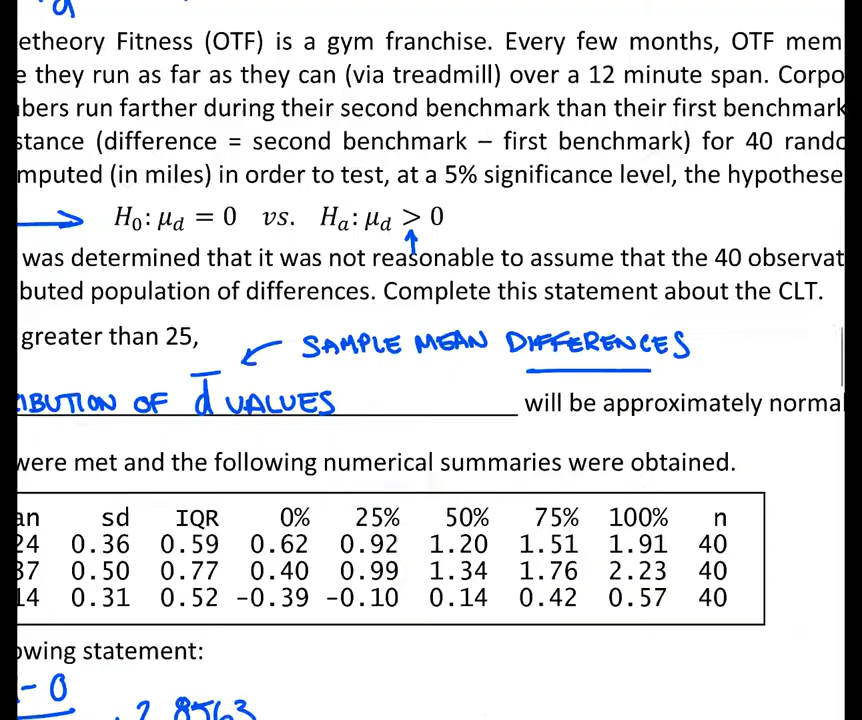 etheory Fitness (OTF) is a gym franchise. Every few months, OTF mem
e they run as far as they can (via treadmill) over a 12 minute span. Corpo
bers run farther during their second benchmark than their first benchmark
stance (difference = second benchmark – first benchmark) for 40 rando
mputed (in miles) in order to test, at a 5% significance level, the hypothese
H₀: μ_d = 0 vs. Hₐ: μ_d > 0
was determined that it was not reasonable to assume that the 40 observat
buted population of differences. Complete this statement about the CLT.
greater than 25,
SAMPLE MEAN DIFFERENCES
IBUTION OF d̅ VALUES will be approximately normal
were met and the following numerical summaries were obtained.
an sd IQR 0% 25% 50% 75% 100% n
24 0.36 0.59 0.62 0.92 1.20 1.51 1.91 40
37 0.50 0.77 0.40 0.99 1.34 1.76 2.23 40
14 0.31 0.52 -0.39 -0.10 0.14 0.42 0.57 40
owing statement:
- 0
2.8563